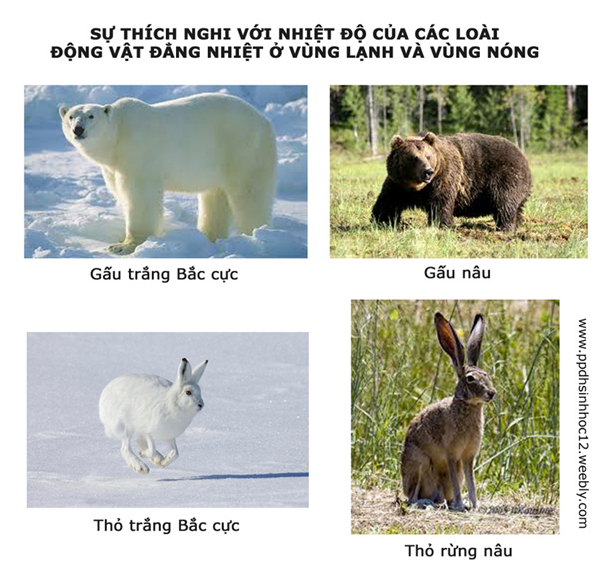 SỰ THÍCH NGHI VỚI NHIỆT ĐỘ CỦA CÁC LOÀI
ĐỘNG VẬT ĐẲNG NHIỆT Ở VÙNG LẠNH VÀ VÙNG NÓNG
Gấu trắng Bắc cực
Gấu nâu
Thỏ trắng Bắc cực
Thỏ rừng nâu
www.ppdhsinhhoc12.weebly.com